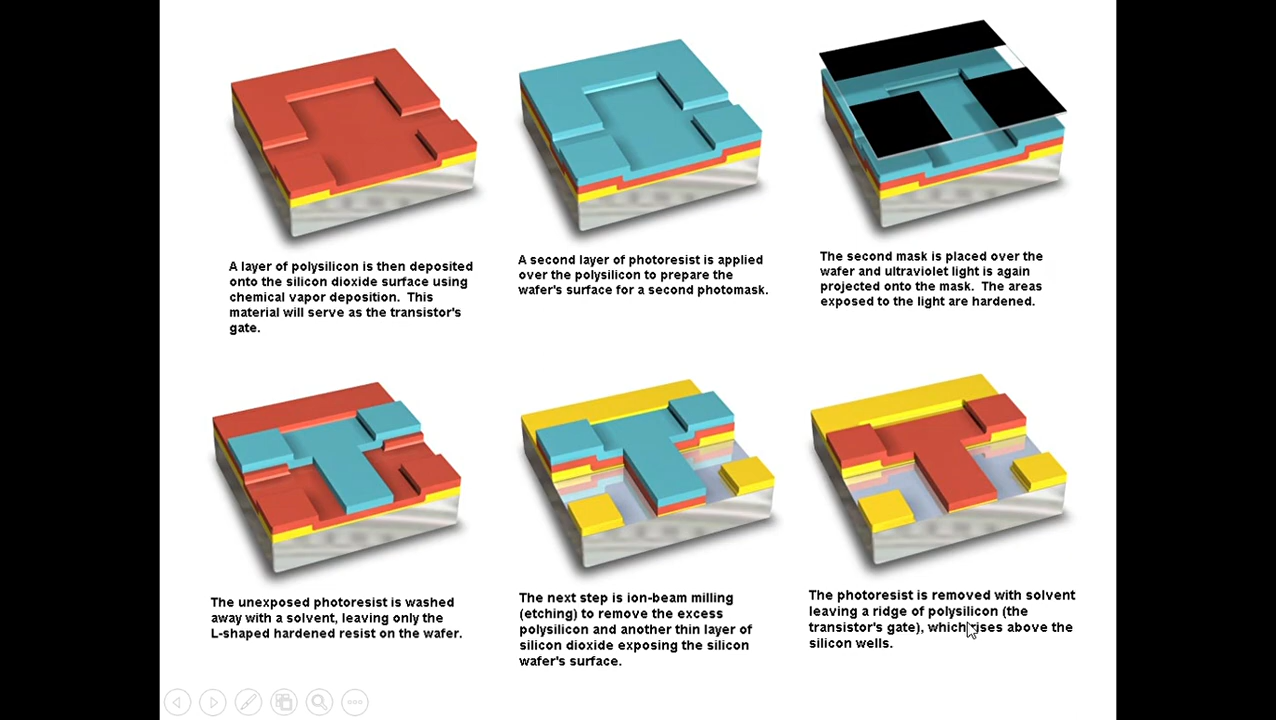 A layer of polysilicon is then deposited
onto the silicon dioxide surface using
chemical vapor deposition.  This
material will serve as the transistor's
gate.
A second layer of photoresist is applied
over the polysilicon to prepare the
wafer's surface for a second photomask.
The second mask is placed over the
wafer and ultraviolet light is again
projected onto the mask.  The areas
exposed to the light are hardened.
The unexposed photoresist is washed
away with a solvent, leaving only the
L-shaped hardened resist on the wafer.
The next step is ion-beam milling
(etching) to remove the excess
polysilicon and another thin layer of
silicon dioxide exposing the silicon
wafer's surface.
The photoresist is removed with solvent
leaving a ridge of polysilicon (the
transistor's gate), which rises above the
silicon wells.